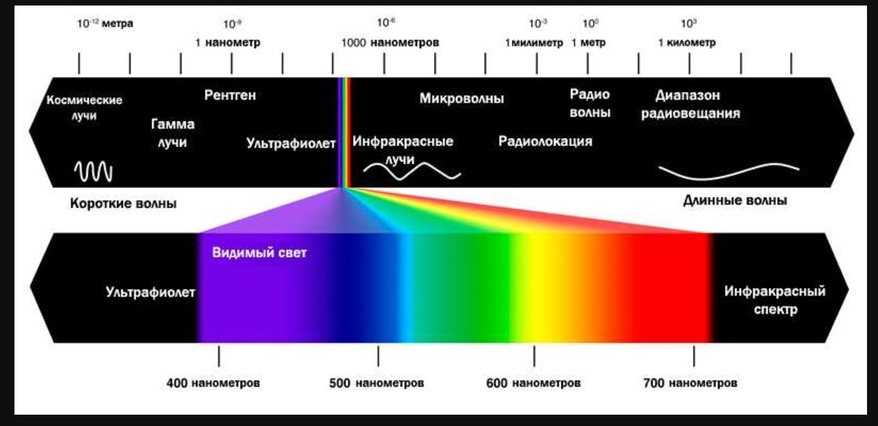 10⁻¹² метра
10⁻⁹
10⁻⁶
10⁻³
10⁰
10³
1 нанометр
1000 нанометров
1милиметр
1 метр
1 километр
Космические
лучи
Гамма
лучи
Рентген
Ультрафиолет
Инфракрасные
лучи
Микроволны
Радиолокация
Радио
волны
Диапазон
радиовещания
Короткие волны
Длинные волны
Видимый свет
Ультрафиолет
Инфракрасный
спектр
400 нанометров
500 нанометров
600 нанометров
700 нанометров